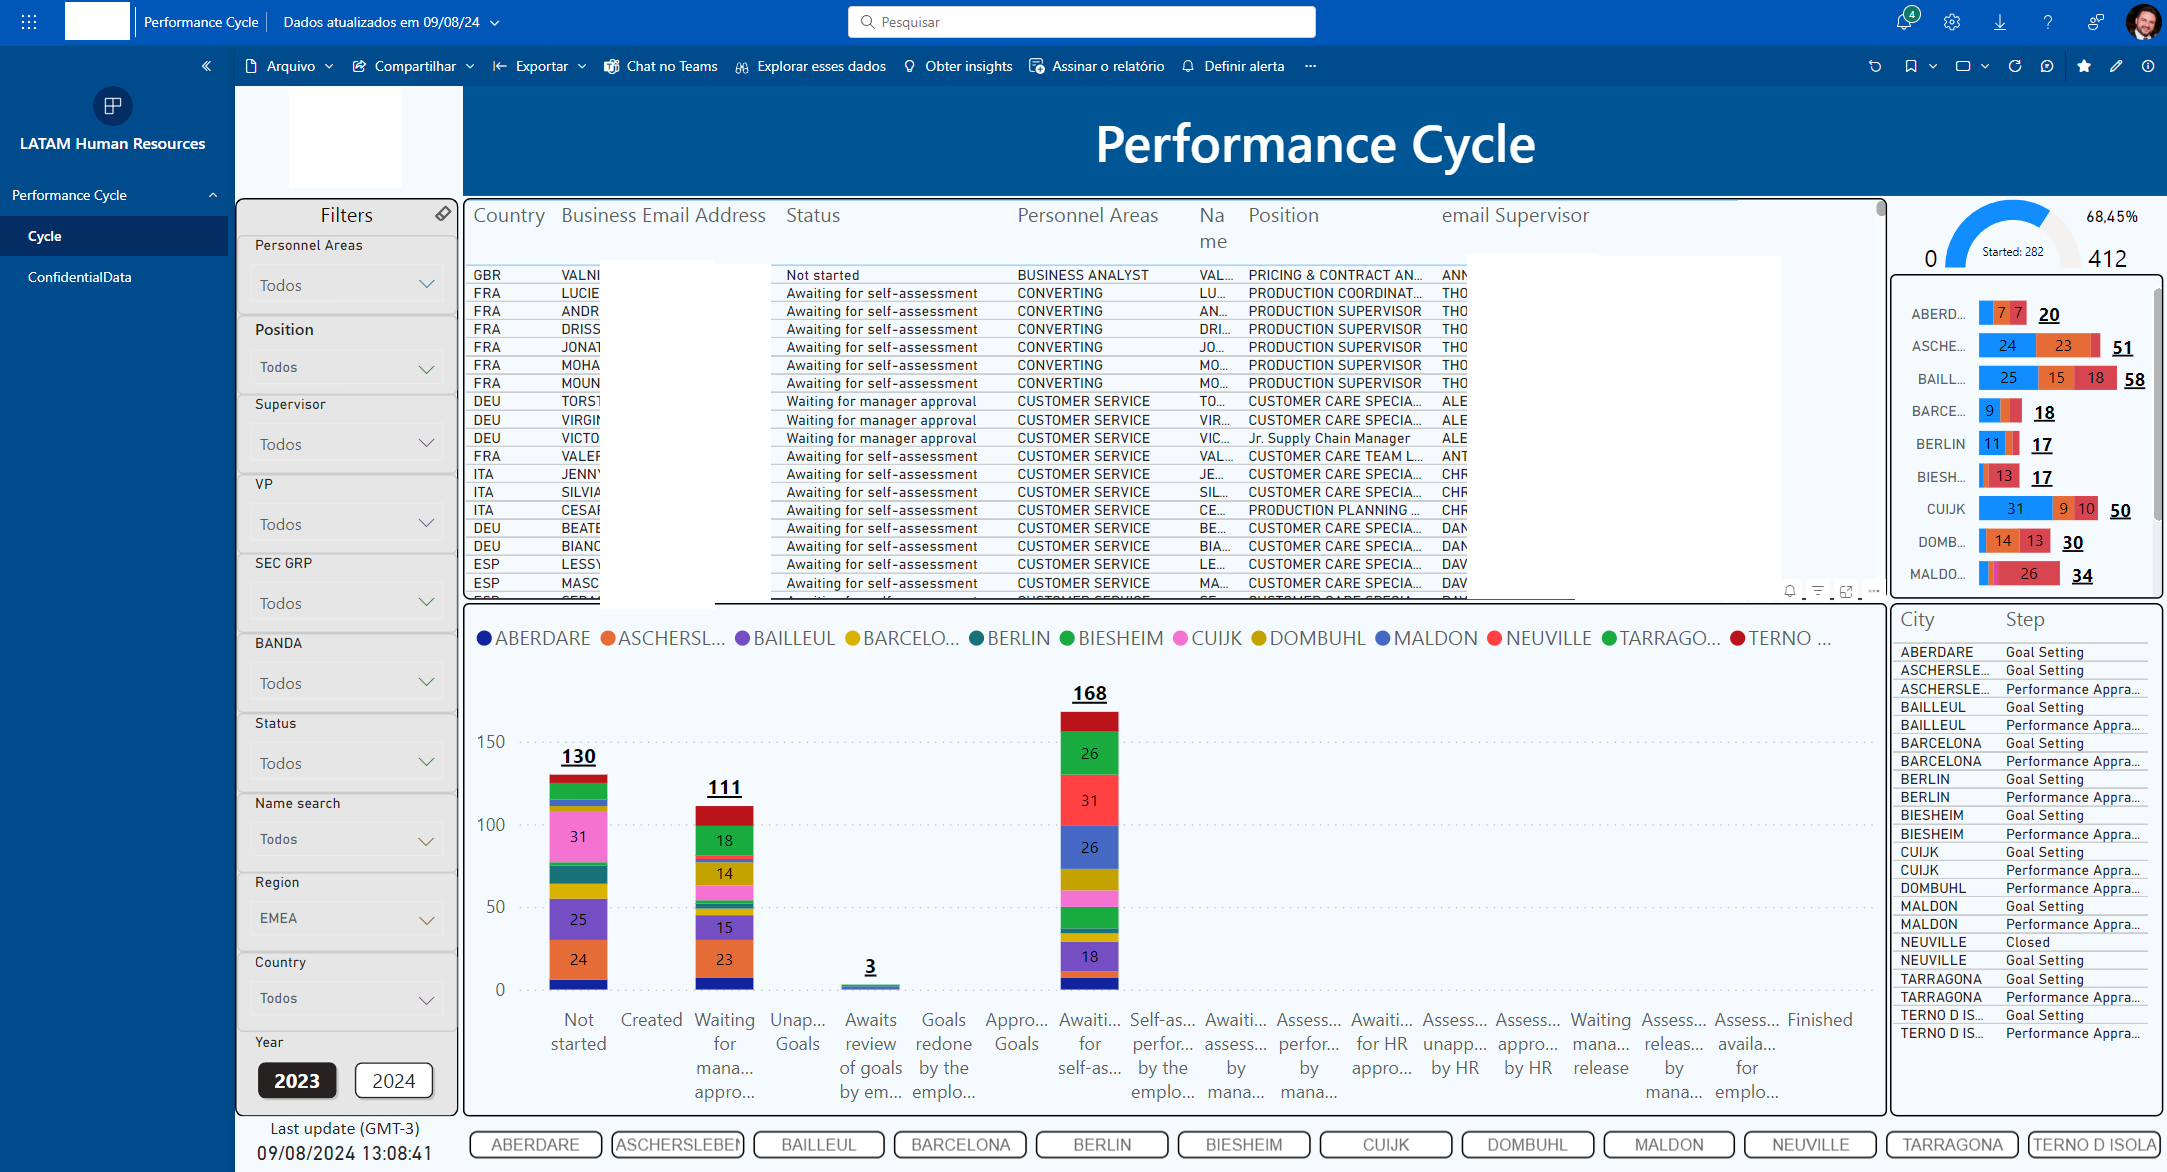 Performance Cycle
Dados atualizados em 09/08/24
Pesquisar
4
Arquivo
Compartilhar
Exportar
Chat no Teams
Explorar esses dados
Obter insights
Assinar o relatório
Definir alerta
LATAM Human Resources
Performance Cycle
Cycle
ConfidentialData
Performance Cycle
Filters
Personnel Areas
Todos
Position
Todos
Supervisor
Todos
VP
Todos
SEC GRP
Todos
BANDA
Todos
Status
Todos
Name search
Todos
Region
EMEA
Country
Todos
Year
2023 2024
Last update (GMT-3)
09/08/2024 13:08:41
Country Business Email Address Status Personnel Areas Name Position email Supervisor
GBR VALNI Not started BUSINESS ANALYST VAL... PRICING & CONTRACT AN... ANN
FRA LUCIE Awaiting for self-assessment CONVERTING LU... PRODUCTION COORDINAT... THO
FRA ANDR Awaiting for self-assessment CONVERTING AN... PRODUCTION SUPERVISOR THO
FRA DRISS Awaiting for self-assessment CONVERTING DRI... PRODUCTION SUPERVISOR THO
FRA JONAT Awaiting for self-assessment CONVERTING JO... PRODUCTION SUPERVISOR THO
FRA MOHA Awaiting for self-assessment CONVERTING MO... PRODUCTION SUPERVISOR THO
FRA MOUN Awaiting for self-assessment CONVERTING MO... PRODUCTION SUPERVISOR THO
DEU TORST Waiting for manager approval CUSTOMER SERVICE TO... CUSTOMER CARE SPECIA... ALE
DEU VIRGIN Waiting for manager approval CUSTOMER SERVICE VIR... CUSTOMER CARE SPECIA... ALE
DEU VICTO Waiting for manager approval CUSTOMER SERVICE VIC... Jr. Supply Chain Manager ALE
FRA VALER Awaiting for self-assessment CUSTOMER SERVICE VAL... CUSTOMER CARE TEAM L... ANT
ITA JENNY Awaiting for self-assessment CUSTOMER SERVICE JE... CUSTOMER CARE SPECIA... CHR
ITA SILVIA Awaiting for self-assessment CUSTOMER SERVICE SIL... CUSTOMER CARE SPECIA... CHR
ITA CESAR Awaiting for self-assessment CUSTOMER SERVICE CE... PRODUCTION PLANNING ... CHR
DEU BEATE Awaiting for self-assessment CUSTOMER SERVICE BE... CUSTOMER CARE SPECIA... DAN
DEU BIANC Awaiting for self-assessment CUSTOMER SERVICE BIA... CUSTOMER CARE SPECIA... DAN
ESP LESSY Awaiting for self-assessment CUSTOMER SERVICE LE... CUSTOMER CARE SPECIA... DAV
ESP MASC Awaiting for self-assessment CUSTOMER SERVICE MA... CUSTOMER CARE SPECIA... DAV
68,45%
Started: 282
0 412
ABERD... 7 7 20
ASCHE... 24 23 51
BAILL... 25 15 18 58
BARCE... 9 18
BERLIN 11 17
BIESH... 13 17
CUIJK 31 9 10 50
DOMB... 14 13 30
MALDO... 26 34
ABERDARE ASCHERSL... BAILLEUL BARCELO... BERLIN BIESHEIM CUIJK DOMBUHL MALDON NEUVILLE TARRAGO... TERNO ...
150
100
50
0
130
31
25
24
111
18
14
15
23
3
168
26
31
26
18
Not started
Created
Waiting for mana... appro...
Unap... Goals
Awaits review of goals by em...
Goals redone by the emplo...
Appro... Goals
Awaiti... for self-as...
Self-as... perfor... by the emplo...
Awaiti... assess... by mana...
Assess... perfor... by mana...
Awaiti... for HR appro...
Assess... unapp... by HR
Assess... appro... by HR
Waiting mana... release
Assess... releas... by mana...
Assess... availa... for emplo...
Finished
City Step
ABERDARE Goal Setting
ASCHERSLE... Goal Setting
ASCHERSLE... Performance Appra...
BAILLEUL Goal Setting
BAILLEUL Performance Appra...
BARCELONA Goal Setting
BARCELONA Performance Appra...
BERLIN Goal Setting
BERLIN Performance Appra...
BIESHEIM Goal Setting
BIESHEIM Performance Appra...
CUIJK Goal Setting
CUIJK Performance Appra...
DOMBUHL Performance Appra...
MALDON Goal Setting
MALDON Performance Appra...
NEUVILLE Closed
NEUVILLE Goal Setting
TARRAGONA Goal Setting
TARRAGONA Performance Appra...
TERNO D IS... Goal Setting
TERNO D IS... Performance Appra...
ABERDARE ASCHERSLEBEN BAILLEUL BARCELONA BERLIN BIESHEIM CUIJK DOMBUHL MALDON NEUVILLE TARRAGONA TERNO D ISOLA